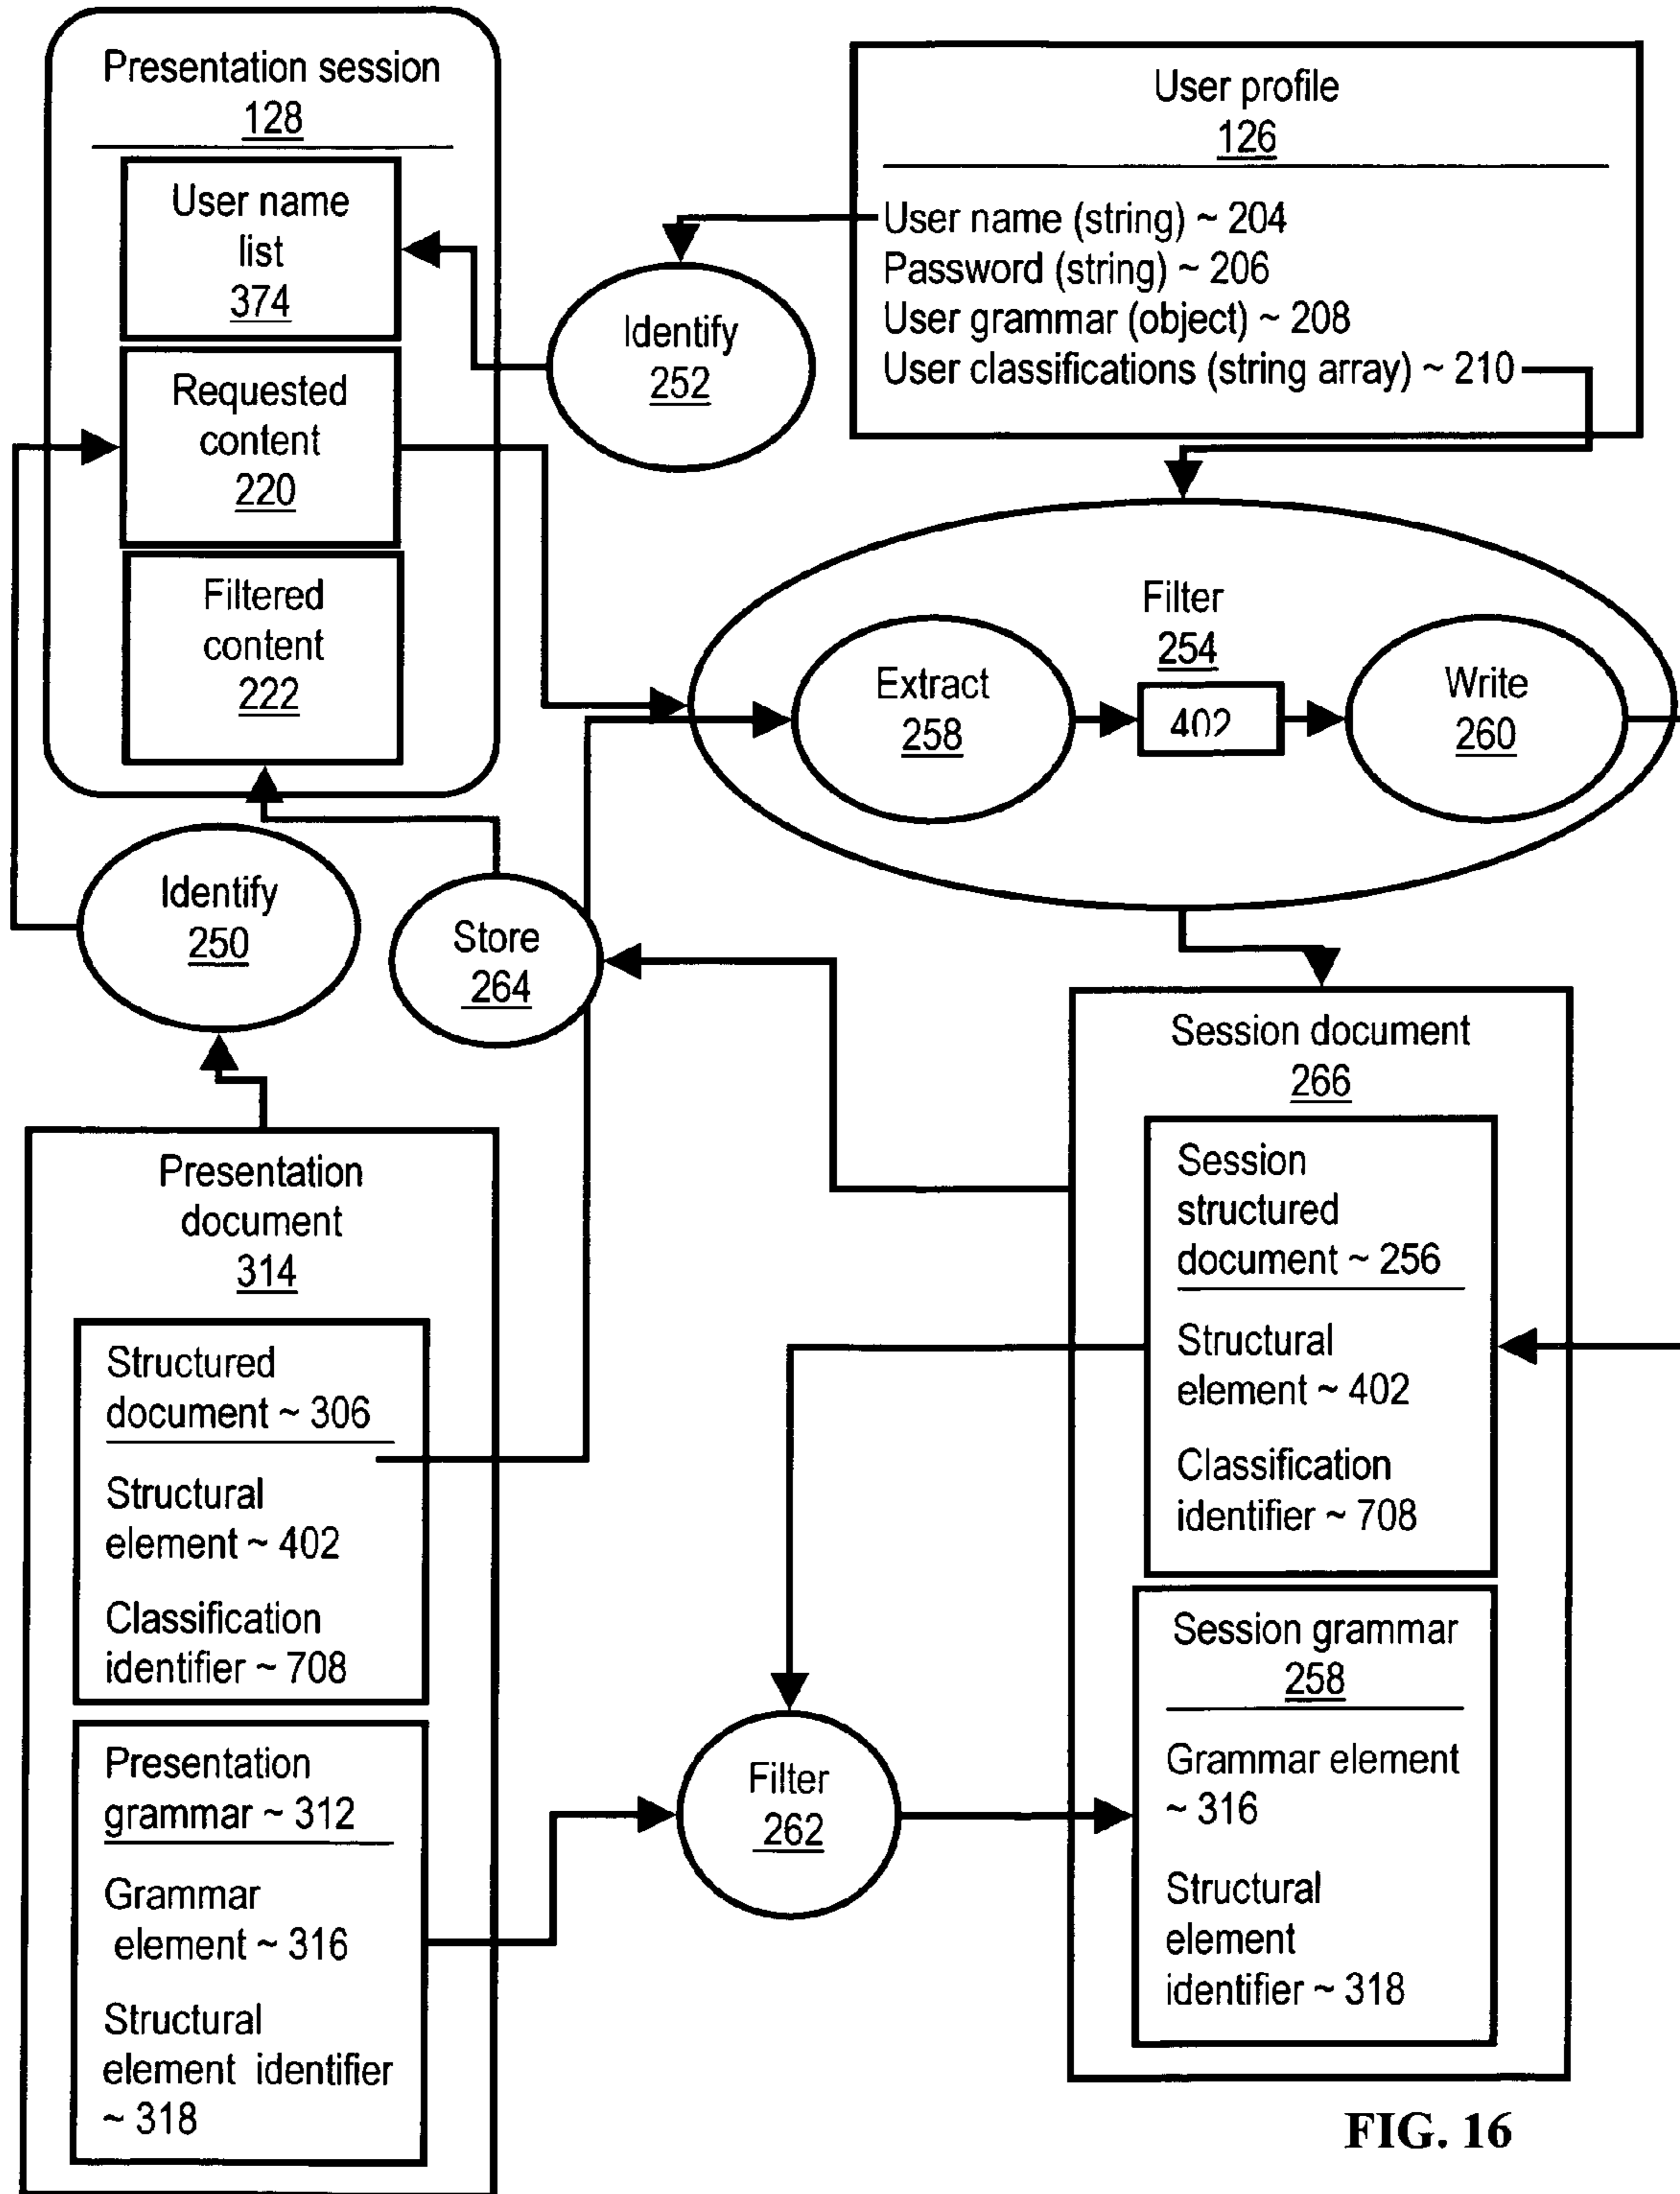 Presentation session
128
User name
list
374
Requested
content
220
Filtered
content
222
User profile
126
User name (string) ~ 204
Password (string) ~ 206
User grammar (object) ~ 208
User classifications (string array) ~ 210
Identify
252
Filter
254
Extract
258
402
Write
260
Identify
250
Store
264
Presentation
document
314
Structured
document ~ 306
Structural
element ~ 402
Classification
identifier ~ 708
Presentation
grammar ~ 312
Grammar
element ~ 316
Structural
element identifier
~ 318
Filter
262
Session document
266
Session
structured
document ~ 256
Structural
element ~ 402
Classification
identifier ~ 708
Session grammar
258
Grammar element
~ 316
Structural
element
identifier ~ 318
FIG. 16